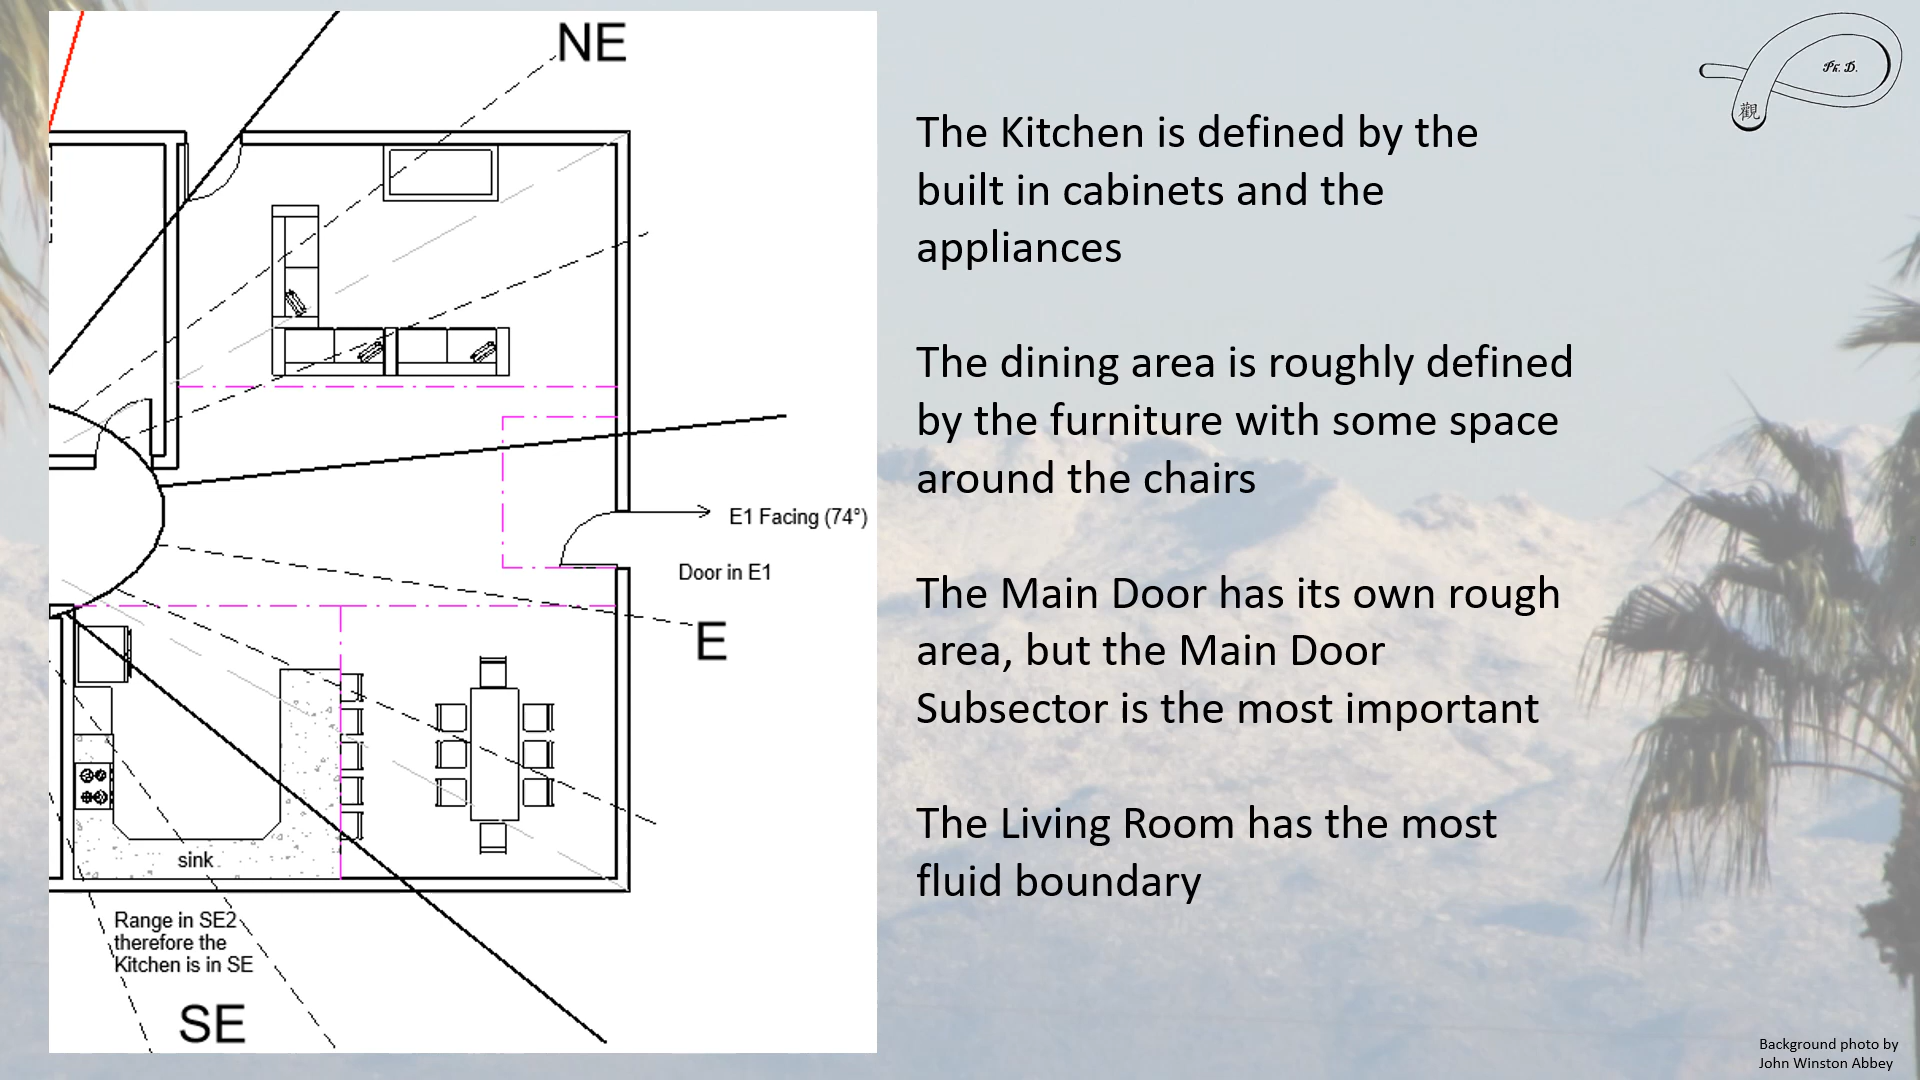 NE
E1 Facing (74°)
Door in E1
E
sink
Range in SE2
therefore the
Kitchen is in SE
SE
The Kitchen is defined by the
built in cabinets and the
appliances
The dining area is roughly defined
by the furniture with some space
around the chairs
The Main Door has its own rough
area, but the Main Door
Subsector is the most important
The Living Room has the most
fluid boundary
Ph. D.
觀
Background photo by
John Winston Abbey